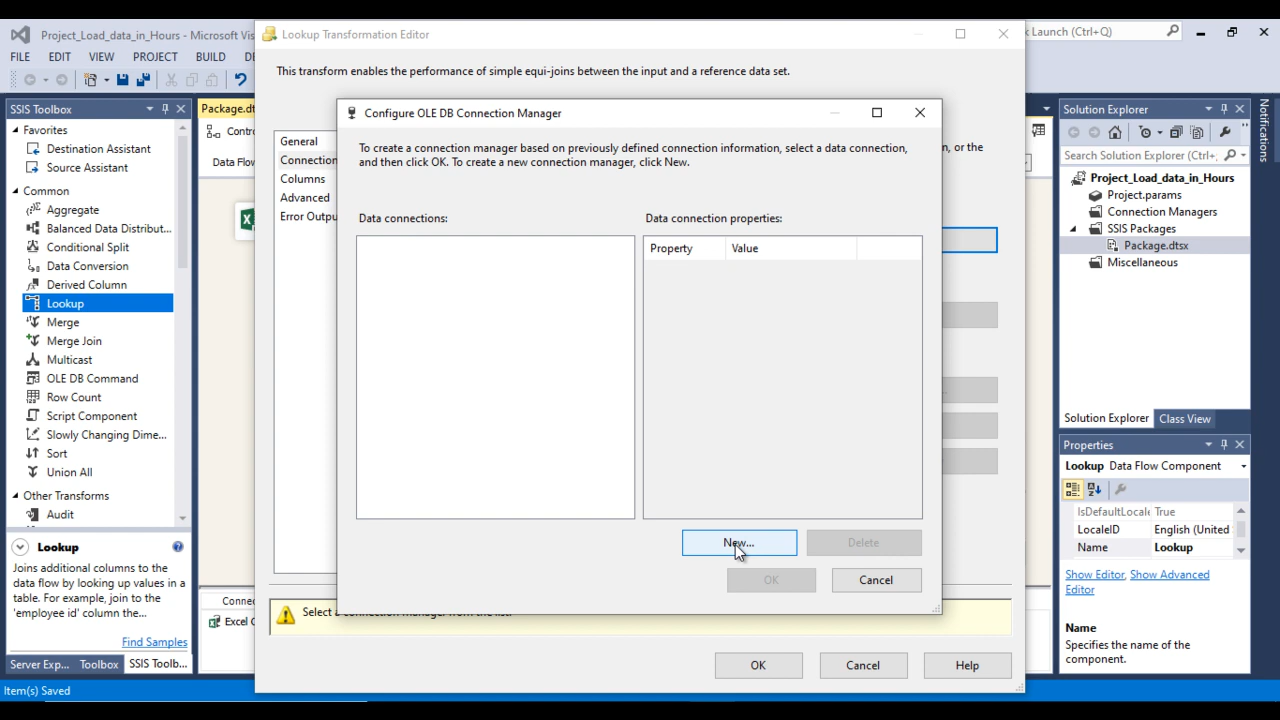 Project_Load_data_in_Hours - Microsoft Vis
Lookup Transformation Editor
Launch (Ctrl+Q)
FILE EDIT VIEW PROJECT BUILD
This transform enables the performance of simple equi-joins between the input and a reference data set.
SSIS Toolbox
Package.dt
Configure OLE DB Connection Manager
Solution Explorer
Notifications
Favorites
Destination Assistant
Source Assistant
Common
Aggregate
Balanced Data Distribut...
Conditional Split
Data Conversion
Derived Column
Lookup
Merge
Merge Join
Multicast
OLE DB Command
Row Count
Script Component
Slowly Changing Dime...
Sort
Union All
Other Transforms
Audit
Lookup
Joins additional columns to the
data flow by looking up values in a
table. For example, join to the
'employee id' column the...
Find Samples
Server Exp... Toolbox SSIS Toolb...
Item(s) Saved
General
Columns
Advanced
To create a connection manager based on previously defined connection information, select a data connection,
and then click OK. To create a new connection manager, click New.
Data connections:
Data connection properties:
Property Value
New...
Delete
OK
Cancel
n, or the
OK
Cancel
Help
Search Solution Explorer (Ctrl+;
Project_Load_data_in_Hours
Project.params
Connection Managers
SSIS Packages
Package.dtsx
Miscellaneous
Solution Explorer Class View
Properties
Lookup Data Flow Component
IsDefaultLocale True
LocaleID English (United
Name Lookup
Show Editor, Show Advanced
Editor
Name
Specifies the name of the
component.